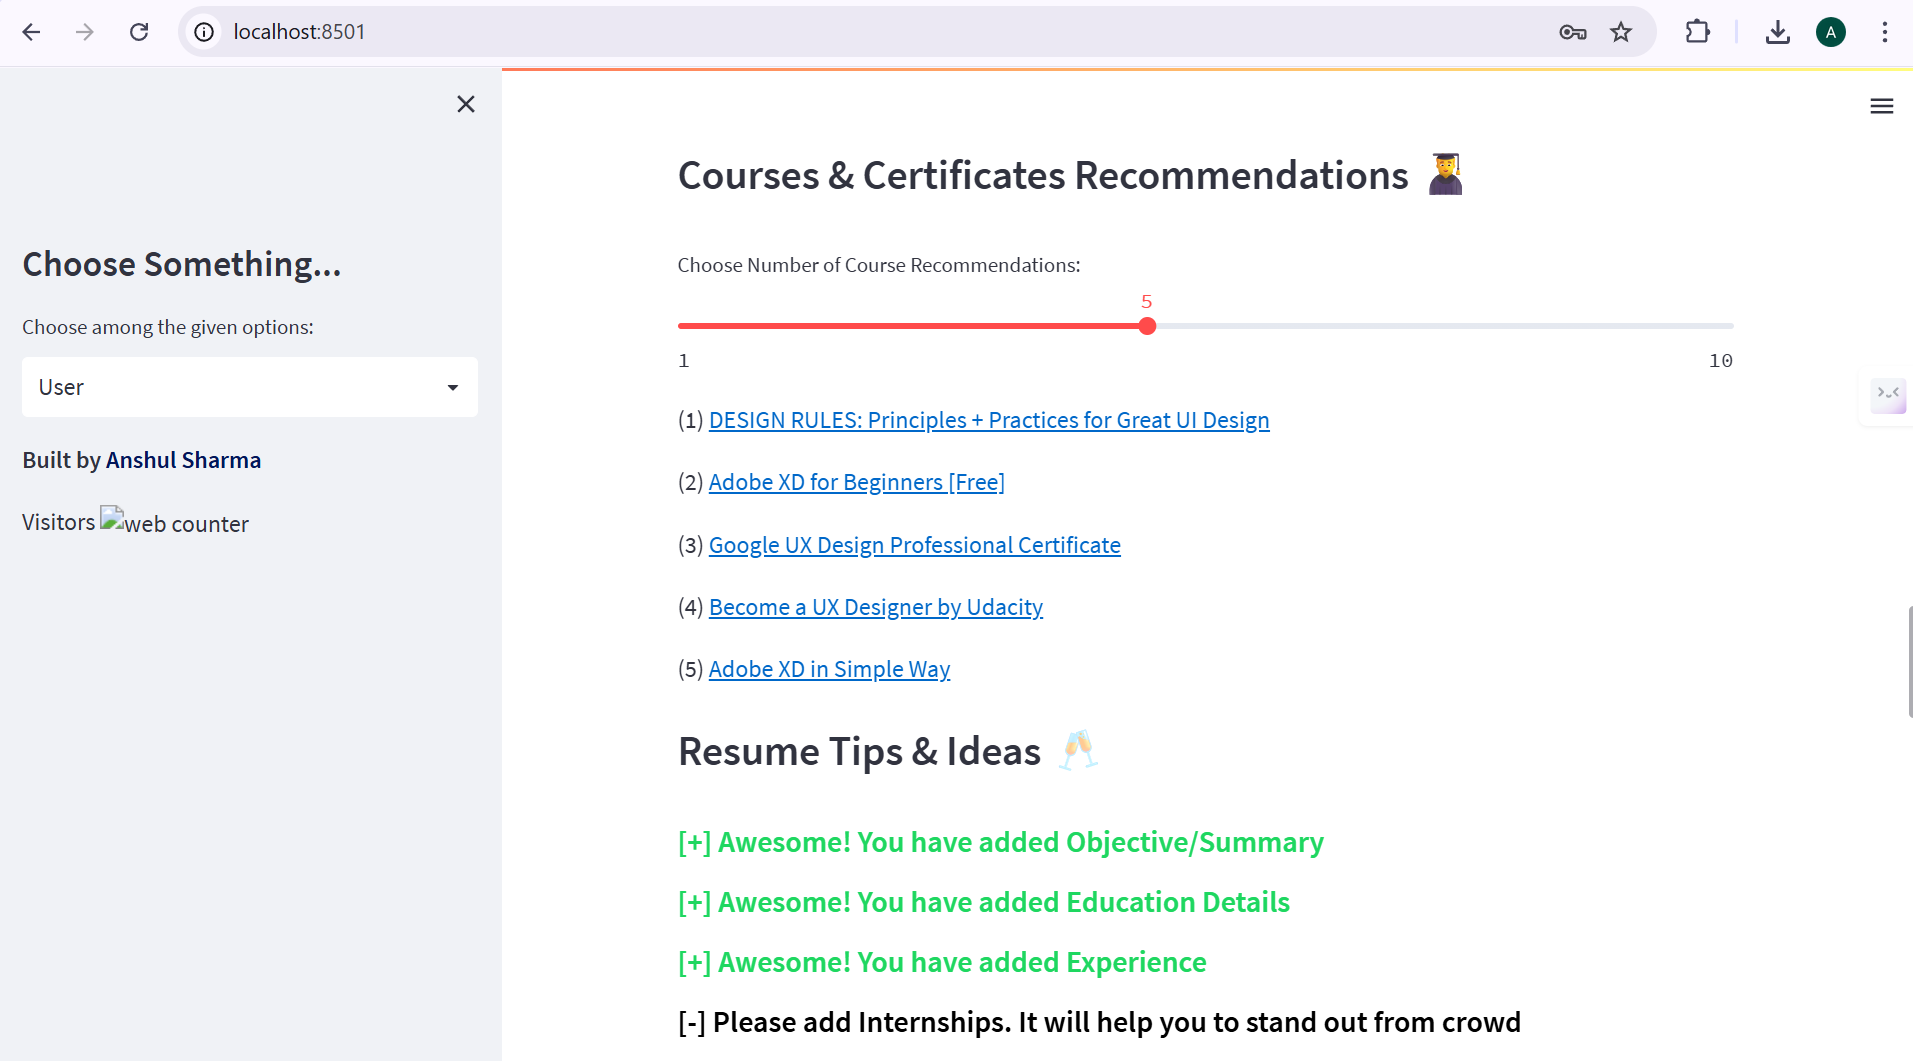 localhost:8501
A
Choose Something...
Choose among the given options:
User
Built by Anshul Sharma
Visitors web counter
Courses & Certificates Recommendations
Choose Number of Course Recommendations:
5
1 10
(1) DESIGN RULES: Principles + Practices for Great UI Design
(2) Adobe XD for Beginners [Free]
(3) Google UX Design Professional Certificate
(4) Become a UX Designer by Udacity
(5) Adobe XD in Simple Way
Resume Tips & Ideas
[+] Awesome! You have added Objective/Summary
[+] Awesome! You have added Education Details
[+] Awesome! You have added Experience
[-] Please add Internships. It will help you to stand out from crowd